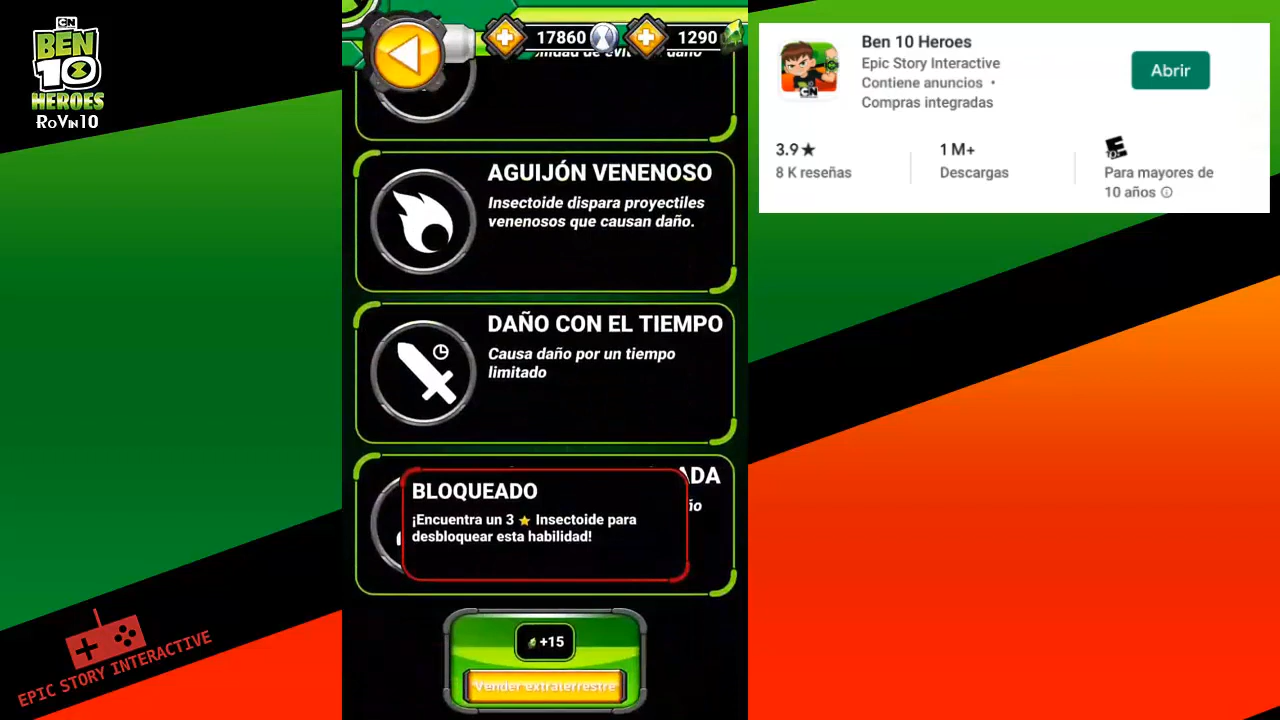 CN
BEN
10
HEROES
RoVin10
17860
1290
AGUIJÓN VENENOSO
Insectoide dispara proyectiles
venenosos que causan daño.
DAÑO CON EL TIEMPO
Causa daño por un tiempo
limitado
ADA
BLOQUEADO
¡Encuentra un 3 ⭐ Insectoide para
desbloquear esta habilidad!
+15
Vender extraterrestre
EPIC STORY INTERACTIVE
Ben 10 Heroes
Epic Story Interactive
Contiene anuncios •
Compras integradas
Abrir
3.9★
8 K reseñas
1 M+
Descargas
E
Para mayores de
10 años
CN